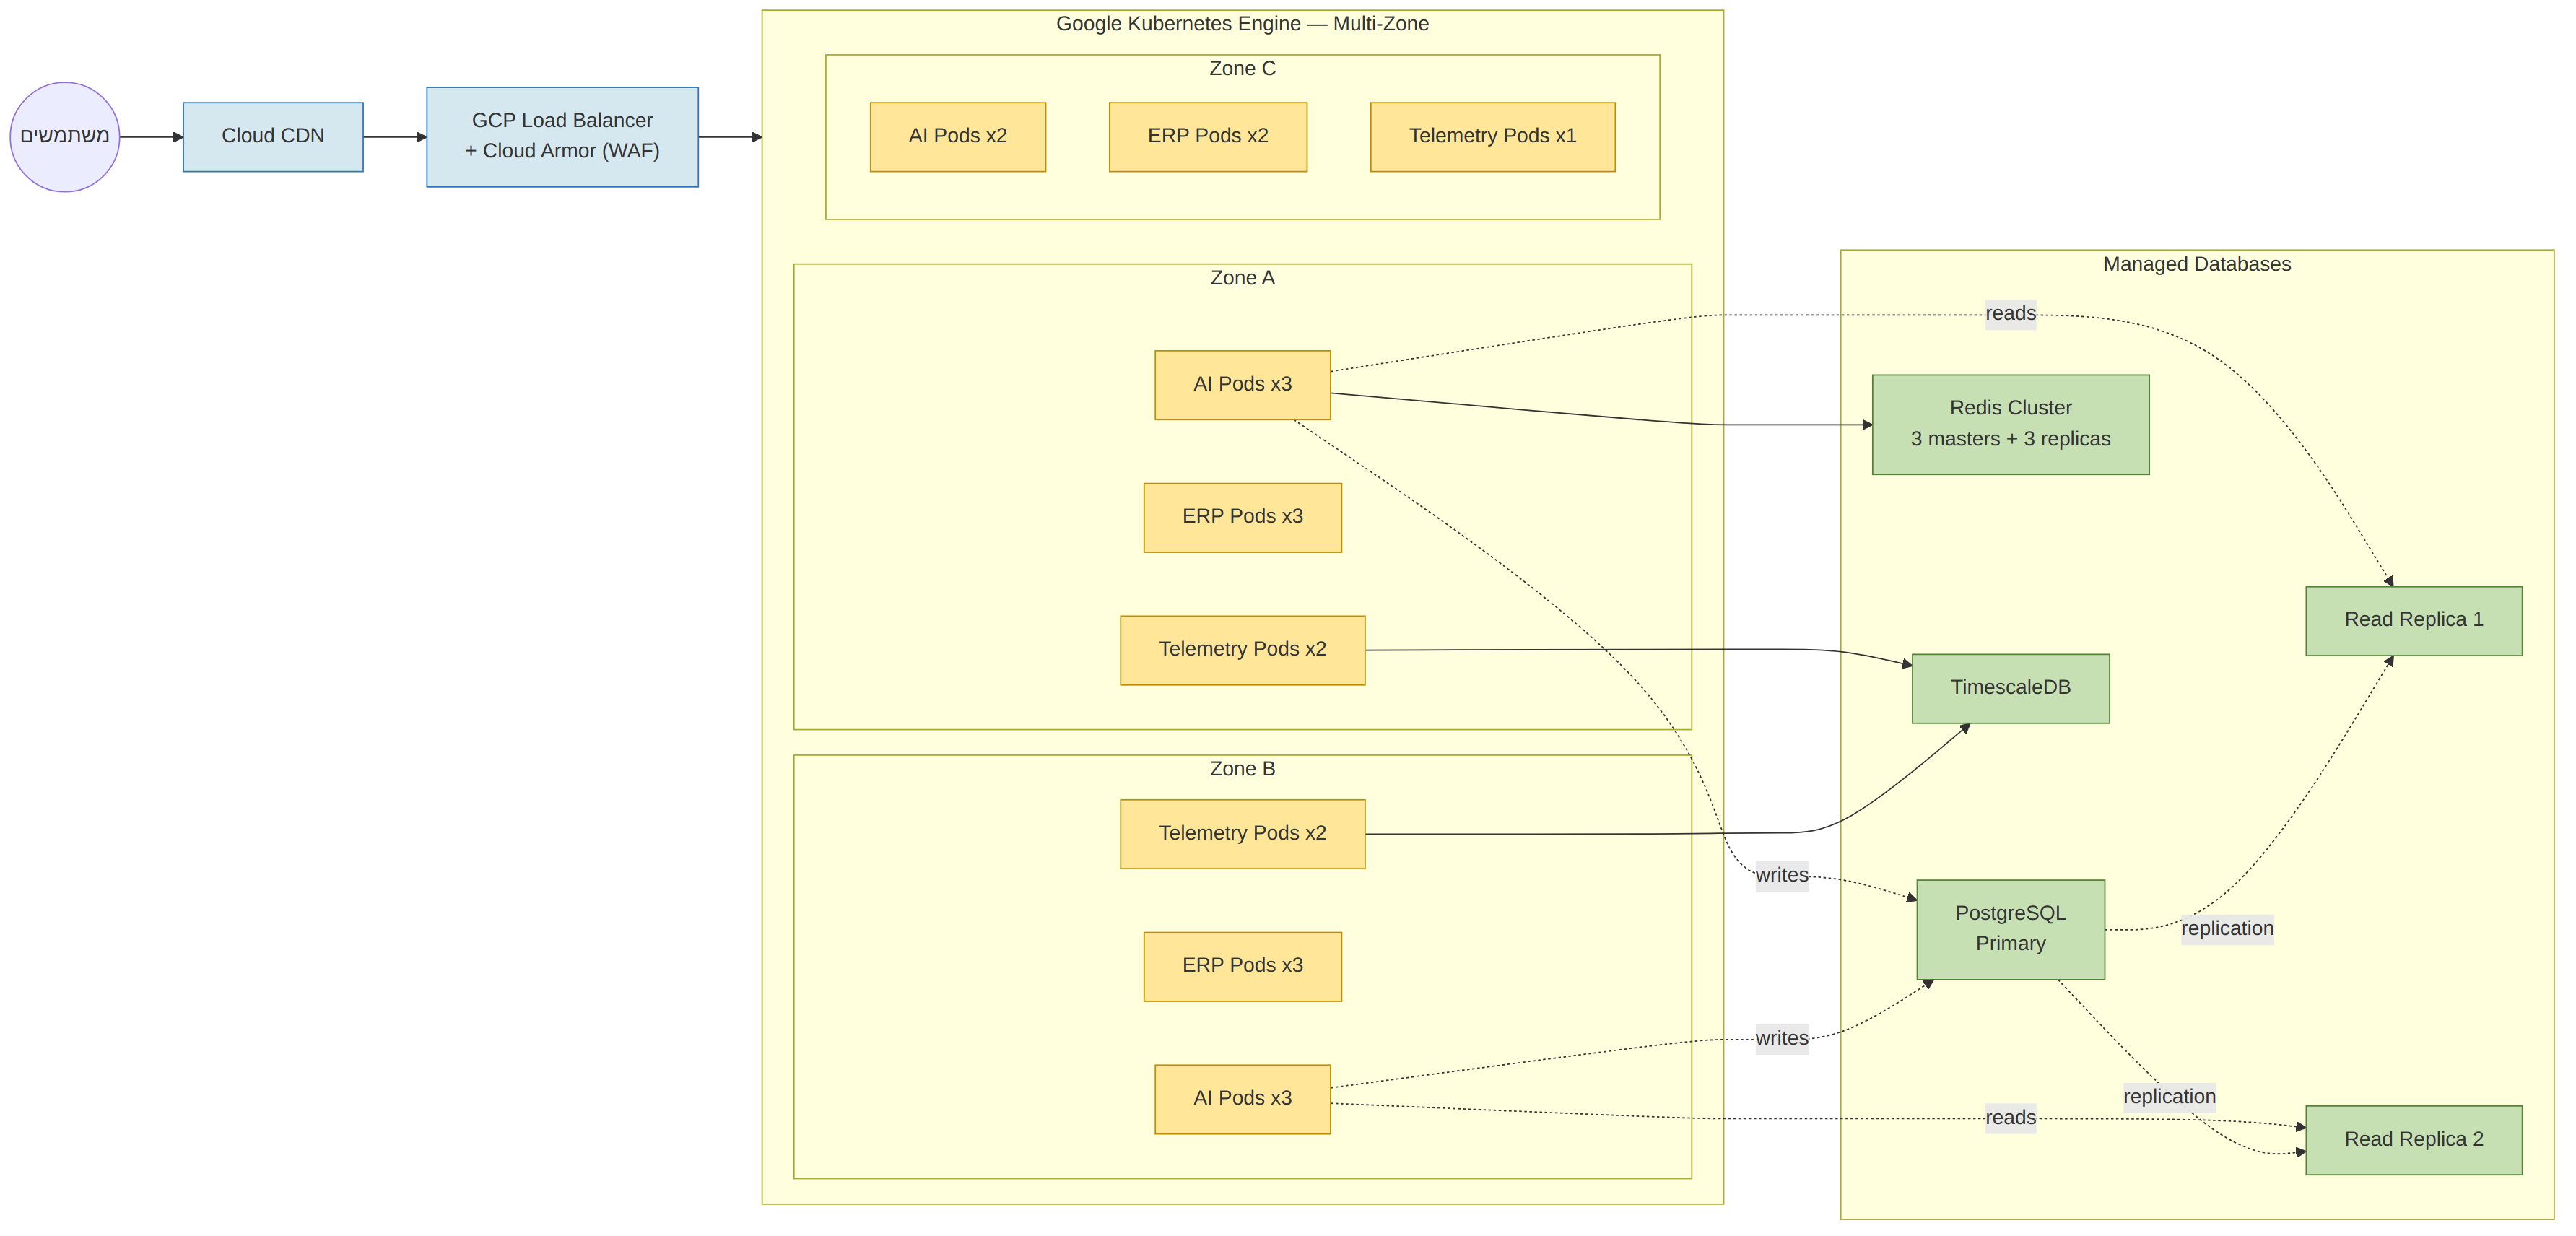 משתמשים
Cloud CDN
GCP Load Balancer
+ Cloud Armor (WAF)
Google Kubernetes Engine — Multi-Zone
Zone C
AI Pods x2
ERP Pods x2
Telemetry Pods x1
Zone A
AI Pods x3
ERP Pods x3
Telemetry Pods x2
Zone B
Telemetry Pods x2
ERP Pods x3
AI Pods x3
reads
writes
writes
reads
Managed Databases
Redis Cluster
3 masters + 3 replicas
Read Replica 1
TimescaleDB
PostgreSQL
Primary
replication
replication
Read Replica 2